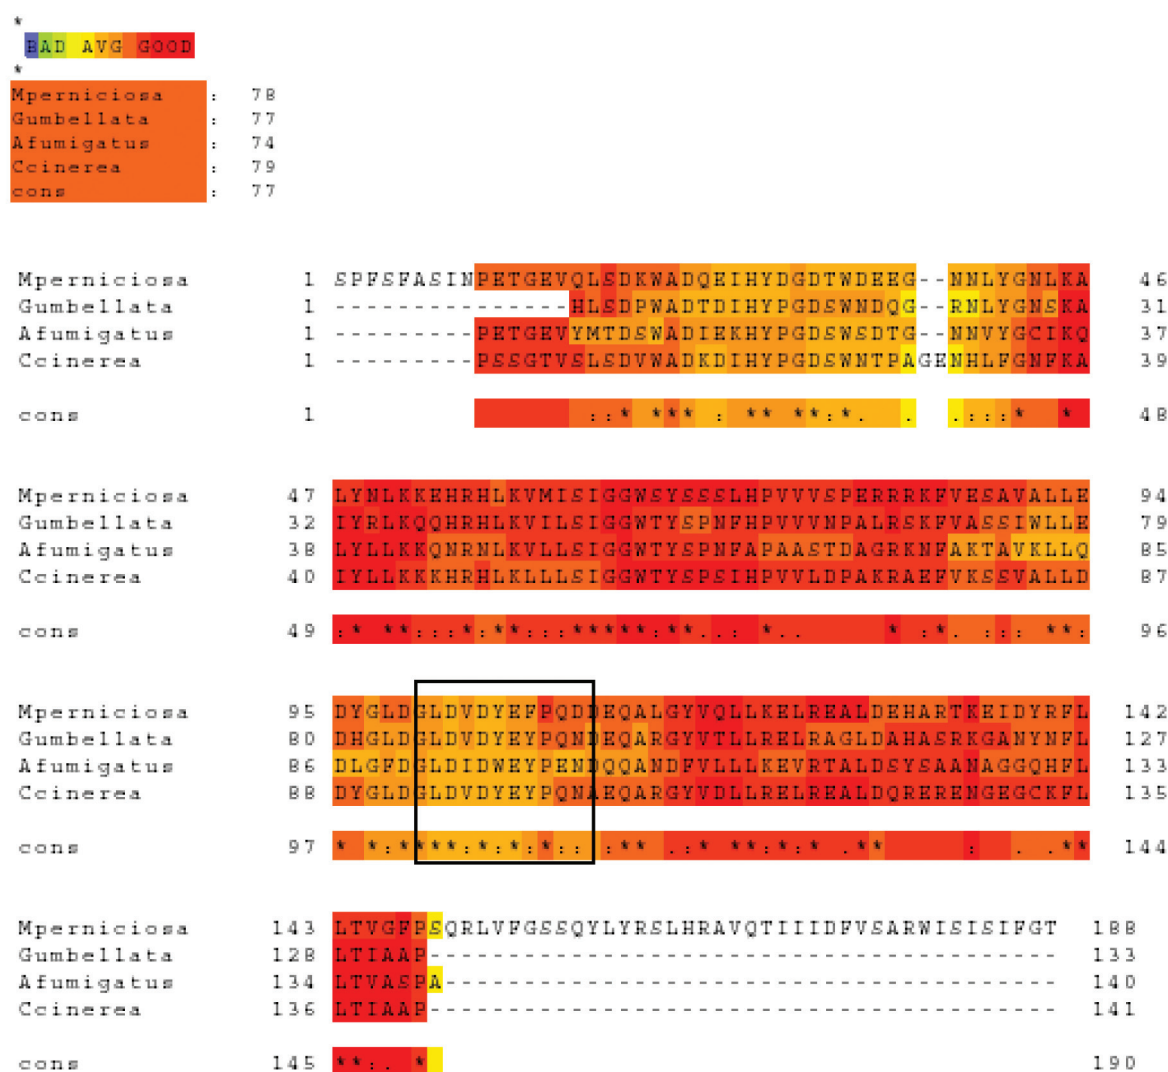 *
BAD AVG GOOD
*
Mperniciosa : 78
Gumbellata : 77
Afumigatus : 74
Ccinerea : 79
cons : 77
Mperniciosa 1 SPFSFASINPETGEVQLSDKWADQEIHYDGDTWDEEG--NNLYGNLKA 46
Gumbellata 1 ---------------HLSDPWADTDIHYPGDSWNDQG--RNLYGNSKA 31
Afumigatus 1 ---------PETGEVYMTDSWADIEKHYPGDSWSDTG--NNVYGCIKQ 37
Ccinerea 1 ---------PSSGTVSLSDVWADKDIHYPGDSWNTPAGENHLFGNFKA 39
cons 1 ::* *** : ** **:*. . .:::* * 48
Mperniciosa 47 LYNLKKEHRHLKVMISIGGWSYSSSLHPVVVSPERRRKFVESAVALLE 94
Gumbellata 32 IYRLKQQHRHLKVILSIGGWTYSPNFHPVVVNPALRSKFVASSIWLLE 79
Afumigatus 38 LYLLKKQNRNLKVLLSIGGWTYSPNFAPAASTDAGRKNFAKTAVKLLQ 85
Ccinerea 40 IYLLKKKHRHLKLLLSIGGWTYSPSIHPVVLDPAKRAEFVKSSVALLD 87
cons 49 :* **:::*:**:::*****:**..: *.. * :*. ::: **: 96
Mperniciosa 95 DYGLDGLDVDYEFPQDDEQALGYVQLLKELREALDEHARTKEIDYRFL 142
Gumbellata 80 DHGLDGLDVDYEYPQNDEQARGYVTLLRELRAGLDAHASRKGANYNFL 127
Afumigatus 86 DLGFDGLDIDWEYPENDQQANDFVLLLKEVRTALDSYSAANAGGQHFL 133
Ccinerea 88 DYGLDGLDVDYEYPQNAEQARGYVDLLRELREALDQRERENGEGCKFL 135
cons 97 * *:****:*:*:*:: :** .:* **:*:* .** : . .** 144
Mperniciosa 143 LTVGFPSQRLVFGSSQYLYRSLHRAVQTIIIDFVSARWISISIFGT 188
Gumbellata 128 LTIAAP---------------------------------------- 133
Afumigatus 134 LTVASPA--------------------------------------- 140
Ccinerea 136 LTIAAP---------------------------------------- 141
cons 145 **:. * 190